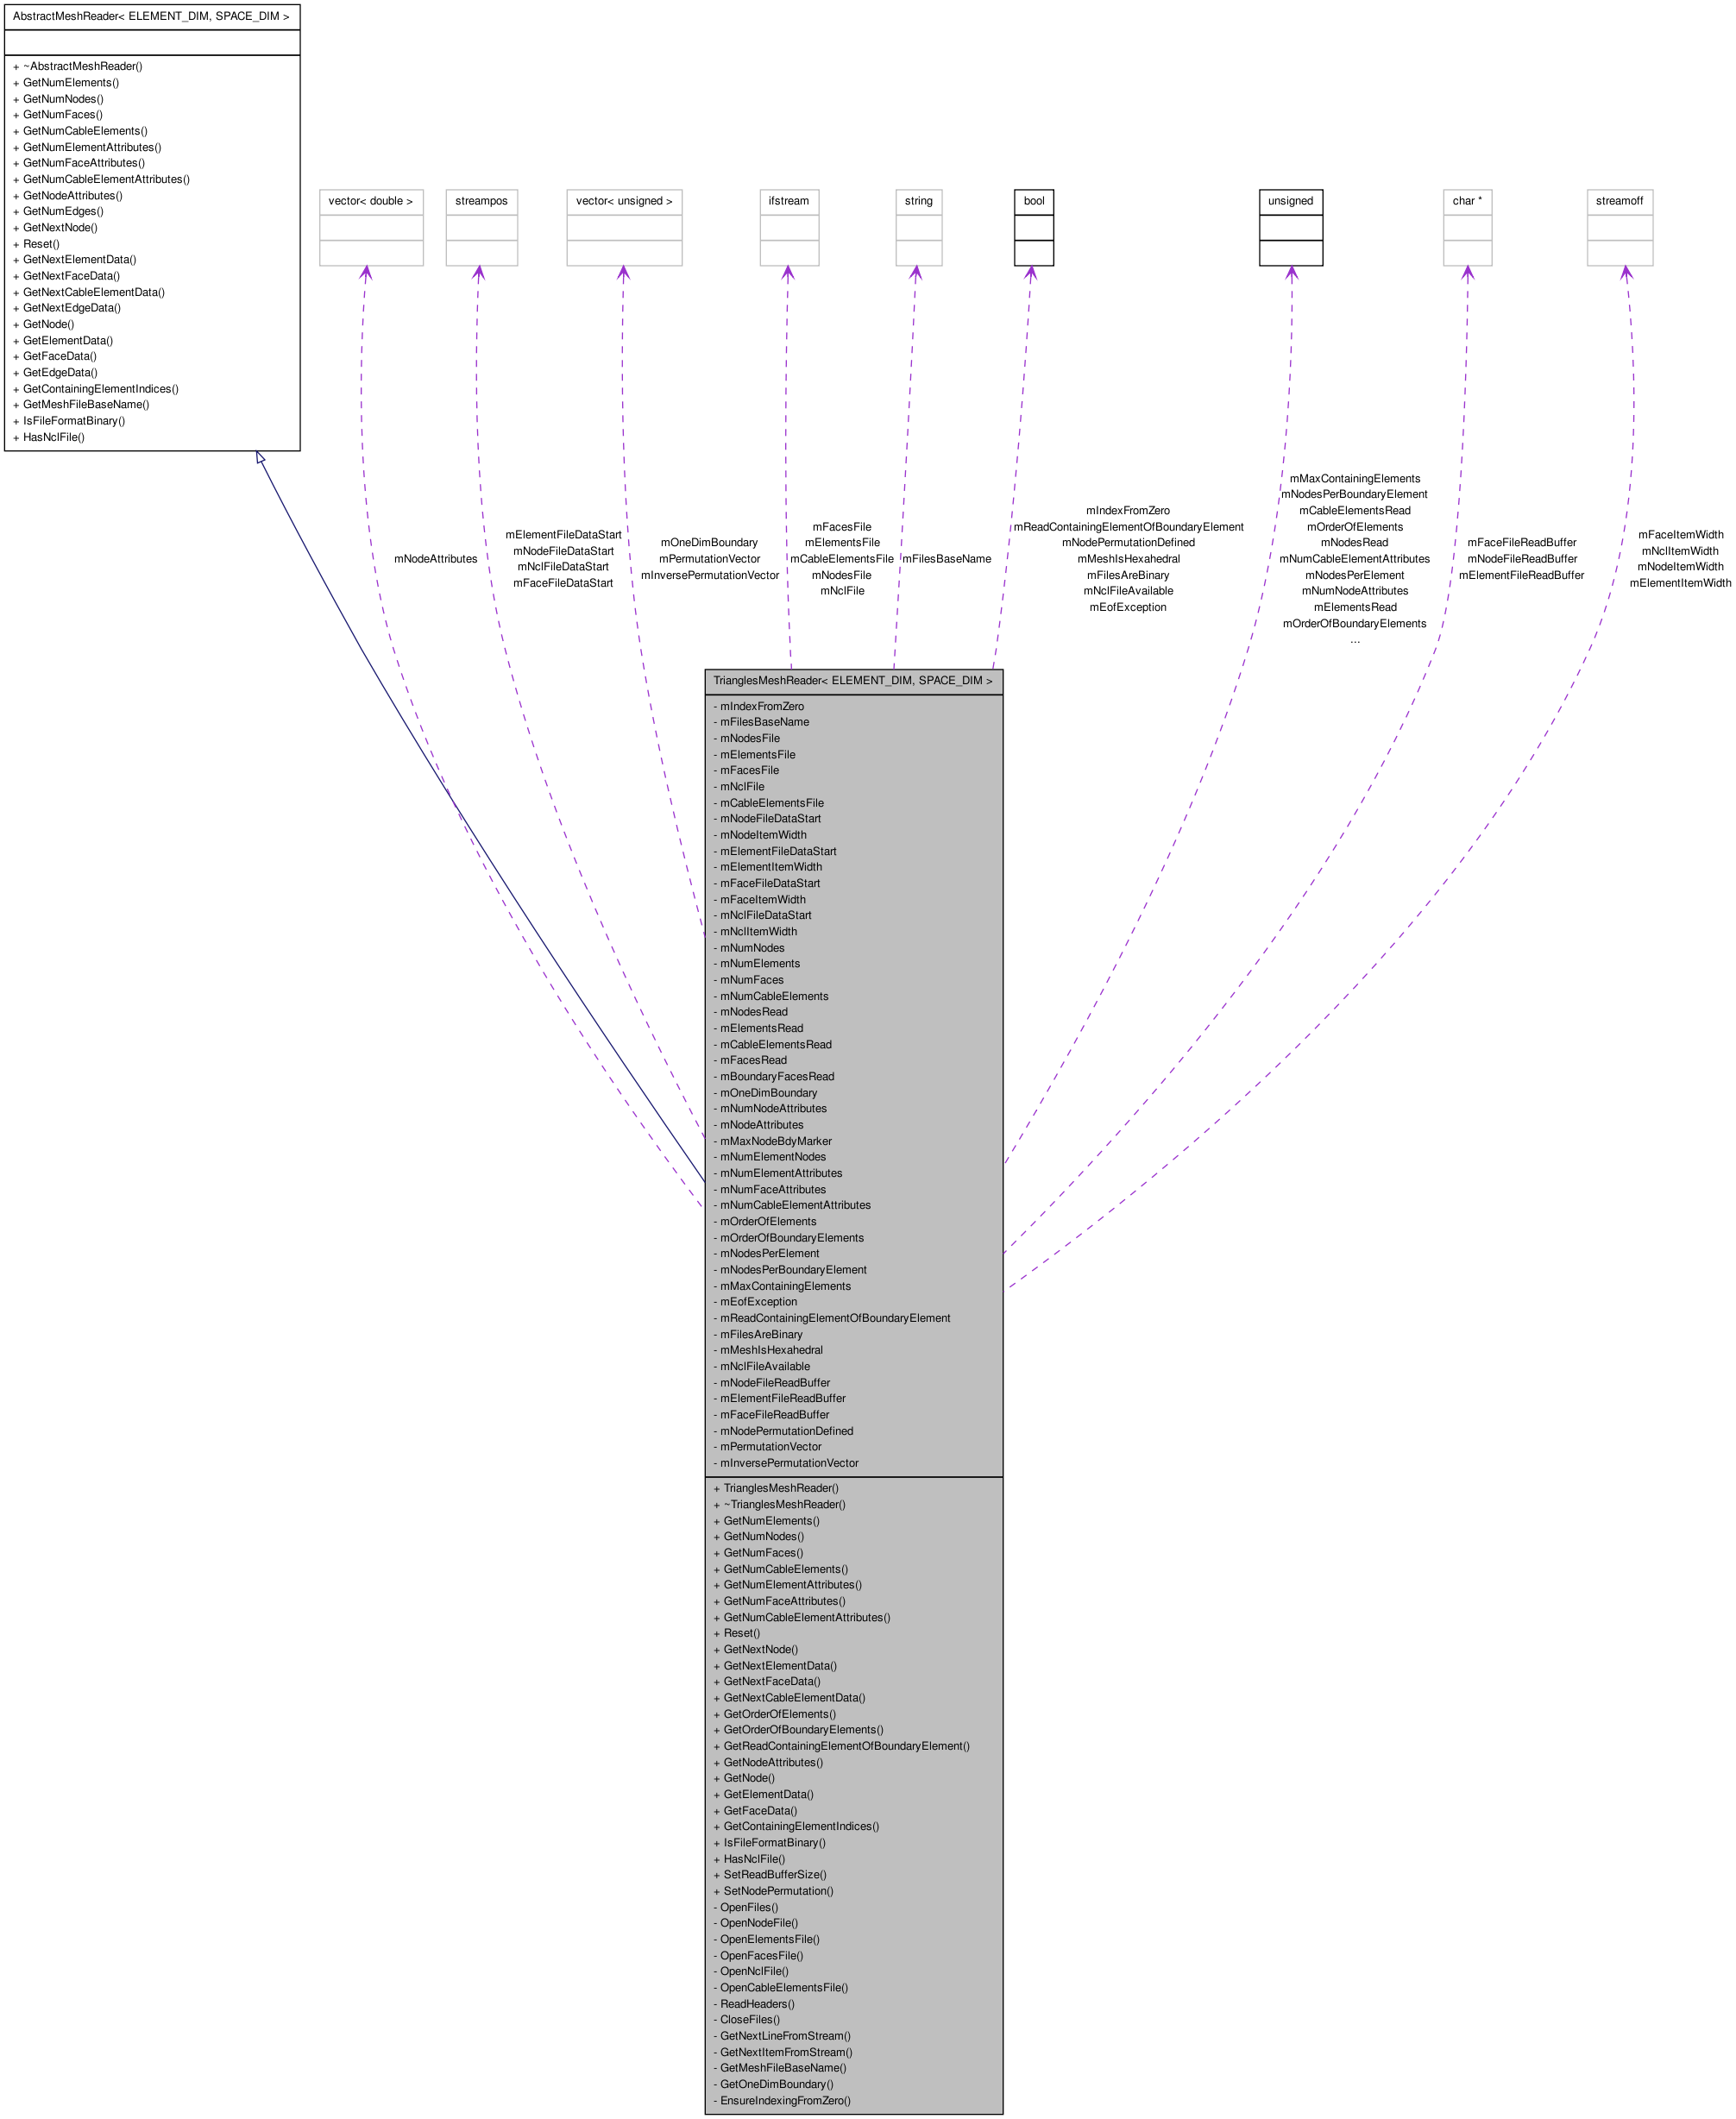 AbstractMeshReader< ELEMENT_DIM, SPACE_DIM >
+ ~AbstractMeshReader()
+ GetNumElements()
+ GetNumNodes()
+ GetNumFaces()
+ GetNumCableElements()
+ GetNumElementAttributes()
+ GetNumFaceAttributes()
+ GetNumCableElementAttributes()
+ GetNodeAttributes()
+ GetNumEdges()
+ GetNextNode()
+ Reset()
+ GetNextElementData()
+ GetNextFaceData()
+ GetNextCableElementData()
+ GetNextEdgeData()
+ GetNode()
+ GetElementData()
+ GetFaceData()
+ GetEdgeData()
+ GetContainingElementIndices()
+ GetMeshFileBaseName()
+ IsFileFormatBinary()
+ HasNclFile()
vector< double >
streampos
vector< unsigned >
ifstream
string
bool
unsigned
char *
streamoff
mNodeAttributes
mElementFileDataStart
mNodeFileDataStart
mNclFileDataStart
mFaceFileDataStart
mOneDimBoundary
mPermutationVector
mInversePermutationVector
mFacesFile
mElementsFile
mCableElementsFile
mNodesFile
mNclFile
mFilesBaseName
mIndexFromZero
mReadContainingElementOfBoundaryElement
mNodePermutationDefined
mMeshIsHexahedral
mFilesAreBinary
mNclFileAvailable
mEofException
mMaxContainingElements
mNodesPerBoundaryElement
mCableElementsRead
mOrderOfElements
mNodesRead
mNumCableElementAttributes
mNodesPerElement
mNumNodeAttributes
mElementsRead
mOrderOfBoundaryElements
...
mFaceFileReadBuffer
mNodeFileReadBuffer
mElementFileReadBuffer
mFaceItemWidth
mNclItemWidth
mNodeItemWidth
mElementItemWidth
TrianglesMeshReader< ELEMENT_DIM, SPACE_DIM >
- mIndexFromZero
- mFilesBaseName
- mNodesFile
- mElementsFile
- mFacesFile
- mNclFile
- mCableElementsFile
- mNodeFileDataStart
- mNodeItemWidth
- mElementFileDataStart
- mElementItemWidth
- mFaceFileDataStart
- mFaceItemWidth
- mNclFileDataStart
- mNclItemWidth
- mNumNodes
- mNumElements
- mNumFaces
- mNumCableElements
- mNodesRead
- mElementsRead
- mCableElementsRead
- mFacesRead
- mBoundaryFacesRead
- mOneDimBoundary
- mNumNodeAttributes
- mNodeAttributes
- mMaxNodeBdyMarker
- mNumElementNodes
- mNumElementAttributes
- mNumFaceAttributes
- mNumCableElementAttributes
- mOrderOfElements
- mOrderOfBoundaryElements
- mNodesPerElement
- mNodesPerBoundaryElement
- mMaxContainingElements
- mEofException
- mReadContainingElementOfBoundaryElement
- mFilesAreBinary
- mMeshIsHexahedral
- mNclFileAvailable
- mNodeFileReadBuffer
- mElementFileReadBuffer
- mFaceFileReadBuffer
- mNodePermutationDefined
- mPermutationVector
- mInversePermutationVector
+ TrianglesMeshReader()
+ ~TrianglesMeshReader()
+ GetNumElements()
+ GetNumNodes()
+ GetNumFaces()
+ GetNumCableElements()
+ GetNumElementAttributes()
+ GetNumFaceAttributes()
+ GetNumCableElementAttributes()
+ Reset()
+ GetNextNode()
+ GetNextElementData()
+ GetNextFaceData()
+ GetNextCableElementData()
+ GetOrderOfElements()
+ GetOrderOfBoundaryElements()
+ GetReadContainingElementOfBoundaryElement()
+ GetNodeAttributes()
+ GetNode()
+ GetElementData()
+ GetFaceData()
+ GetContainingElementIndices()
+ IsFileFormatBinary()
+ HasNclFile()
+ SetReadBufferSize()
+ SetNodePermutation()
- OpenFiles()
- OpenNodeFile()
- OpenElementsFile()
- OpenFacesFile()
- OpenNclFile()
- OpenCableElementsFile()
- ReadHeaders()
- CloseFiles()
- GetNextLineFromStream()
- GetNextItemFromStream()
- GetMeshFileBaseName()
- GetOneDimBoundary()
- EnsureIndexingFromZero()